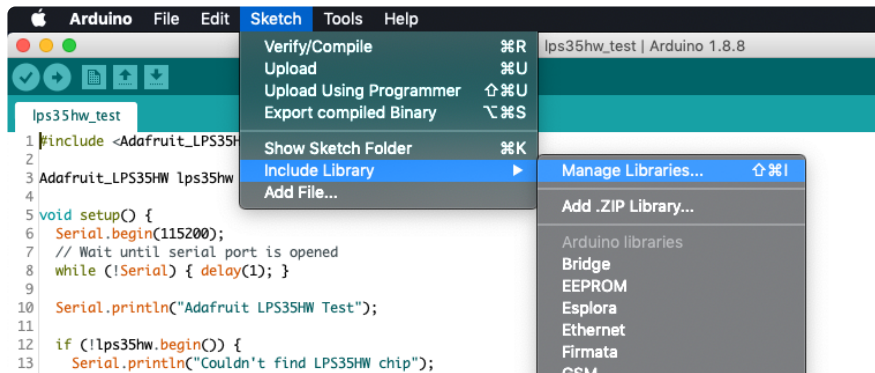 Arduino File Edit Sketch Tools Help
lps35hw_test | Arduino 1.8.8
Verify/Compile ⌘R
Upload ⌘U
Upload Using Programmer ⇧⌘U
Export compiled Binary ⌥⌘S
Show Sketch Folder ⌘K
Include Library ▶
Add File...
Manage Libraries... ⇧⌘I
Add .ZIP Library...
Arduino libraries
Bridge
EEPROM
Esplora
Ethernet
Firmata
GSM
lps35hw_test
1 #include <Adafruit_LPS35H
2
3 Adafruit_LPS35HW lps35hw
4
5 void setup() {
6 Serial.begin(115200);
7 // Wait until serial port is opened
8 while (!Serial) { delay(1); }
9
10 Serial.println("Adafruit LPS35HW Test");
11
12 if (!lps35hw.begin()) {
13 Serial.println("Couldn't find LPS35HW chip");